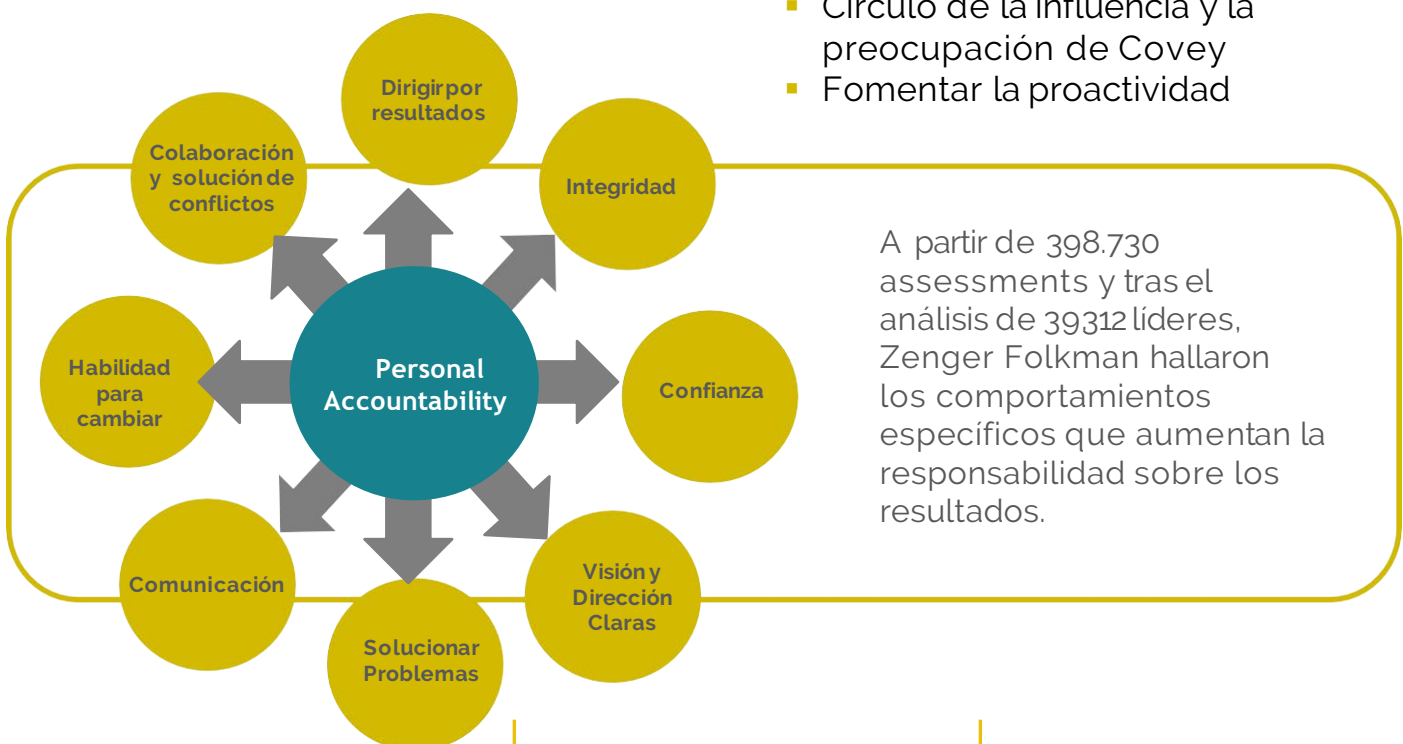 Círculo de la influencia y la
preocupación de Covey
Fomentar la proactividad
Dirigir por
resultados
Colaboración
y solución de
conflictos
Integridad
Habilidad
para
cambiar
Personal
Accountability
Confianza
Comunicación
Visión y
Dirección
Claras
Solucionar
Problemas
A partir de 398.730
assessments y tras el
análisis de 39312 líderes,
Zenger Folkman hallaron
los comportamientos
específicos que aumentan la
responsabilidad sobre los
resultados.